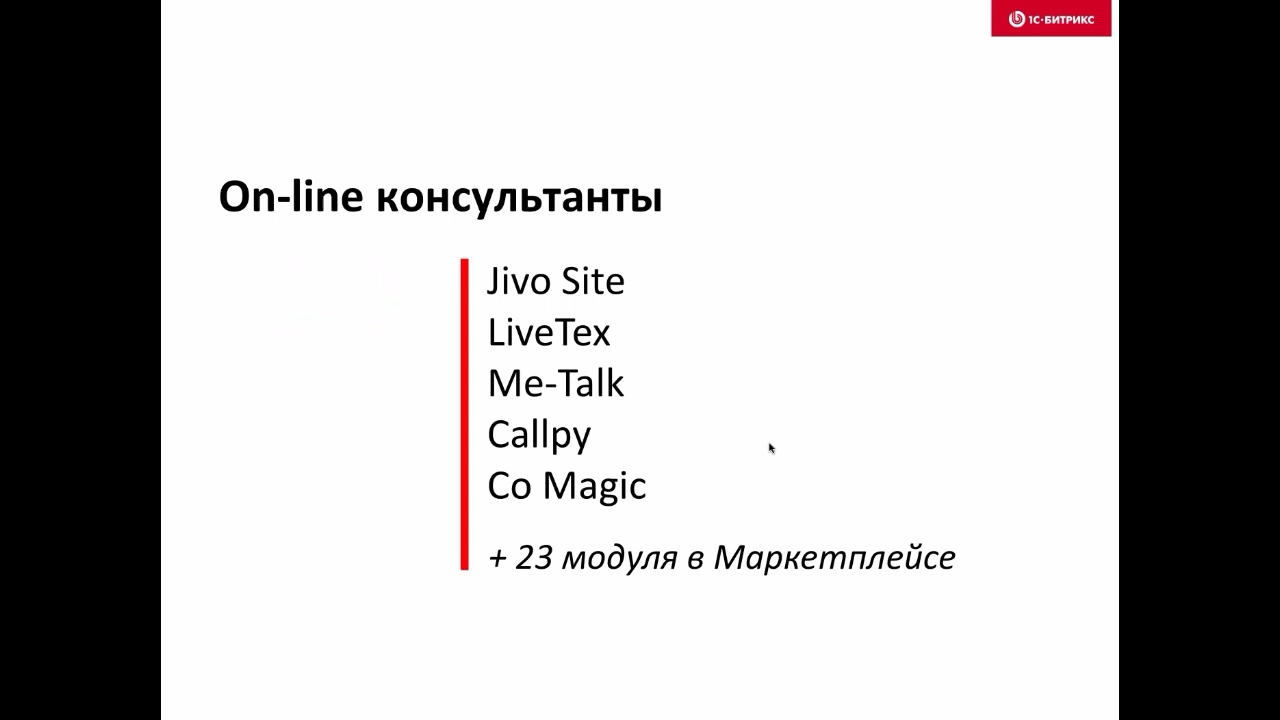 1С·БИТРИКС
On-line консультанты
Jivo Site
LiveTex
Me-Talk
Callpy
Co Magic
+ 23 модуля в Маркетплейсе